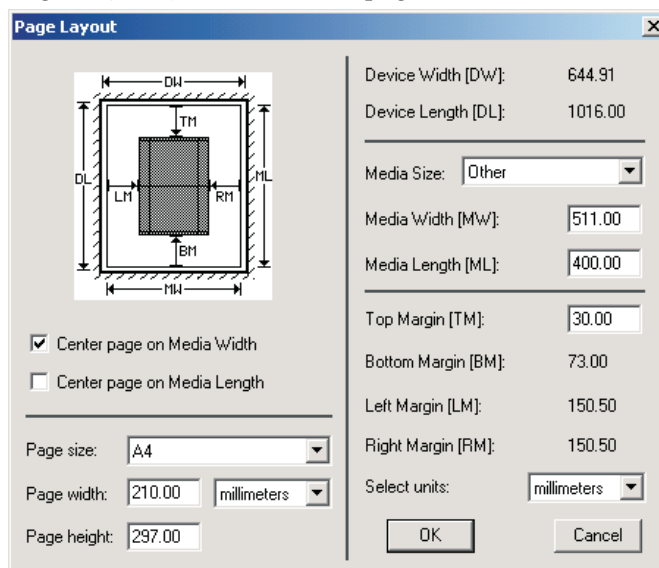 Page Layout
DW
TM
DL
ML
LM
RM
BM
MW
Center page on Media Width
Center page on Media Length
Page size: A4
Page width: 210.00 millimeters
Page height: 297.00
Device Width [DW]: 644.91
Device Length [DL]: 1016.00
Media Size: Other
Media Width [MW]: 511.00
Media Length [ML]: 400.00
Top Margin [TM]: 30.00
Bottom Margin [BM]: 73.00
Left Margin [LM]: 150.50
Right Margin [RM]: 150.50
Select units: millimeters
OK Cancel